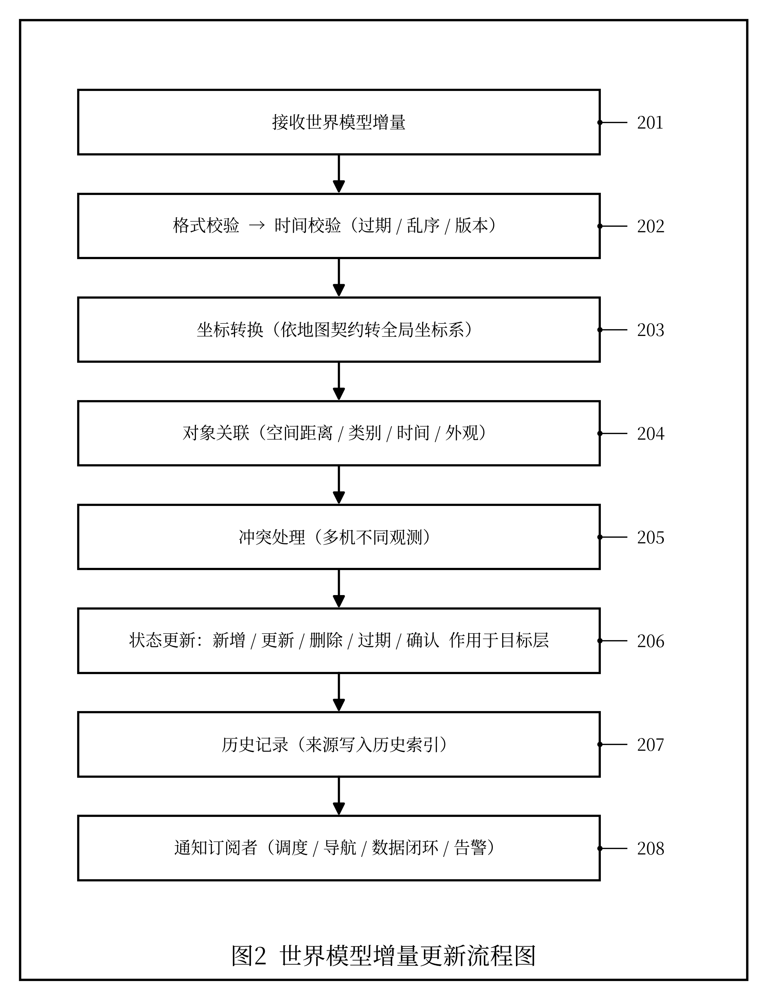 接收世界模型增量 201
格式校验 → 时间校验（过期 / 乱序 / 版本） 202
坐标转换（依地图契约转全局坐标系） 203
对象关联（空间距离 / 类别 / 时间 / 外观） 204
冲突处理（多机不同观测） 205
状态更新：新增 / 更新 / 删除 / 过期 / 确认 作用于目标层 206
历史记录（来源写入历史索引） 207
通知订阅者（调度 / 导航 / 数据闭环 / 告警） 208
图2 世界模型增量更新流程图